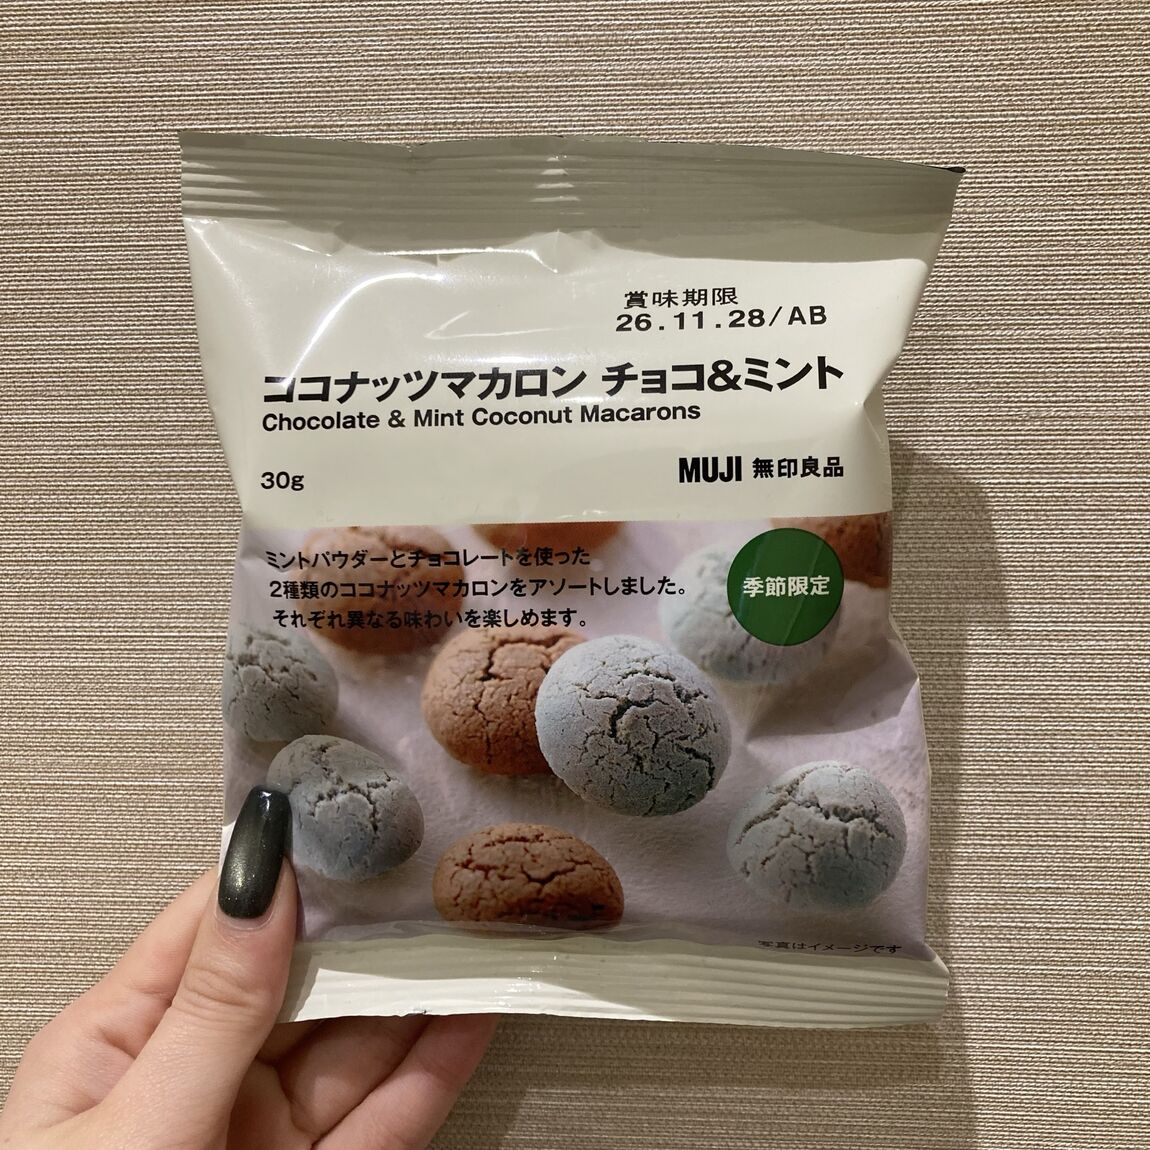 賞味期限
26.11.28/AB
ココナッツマカロン チョコ&ミント
Chocolate & Mint Coconut Macarons
30g
MUJI 無印良品
ミントパウダーとチョコレートを使った
2種類のココナッツマカロンをアソートしました。
それぞれ異なる味わいを楽しめます。
季節限定
写真はイメージです